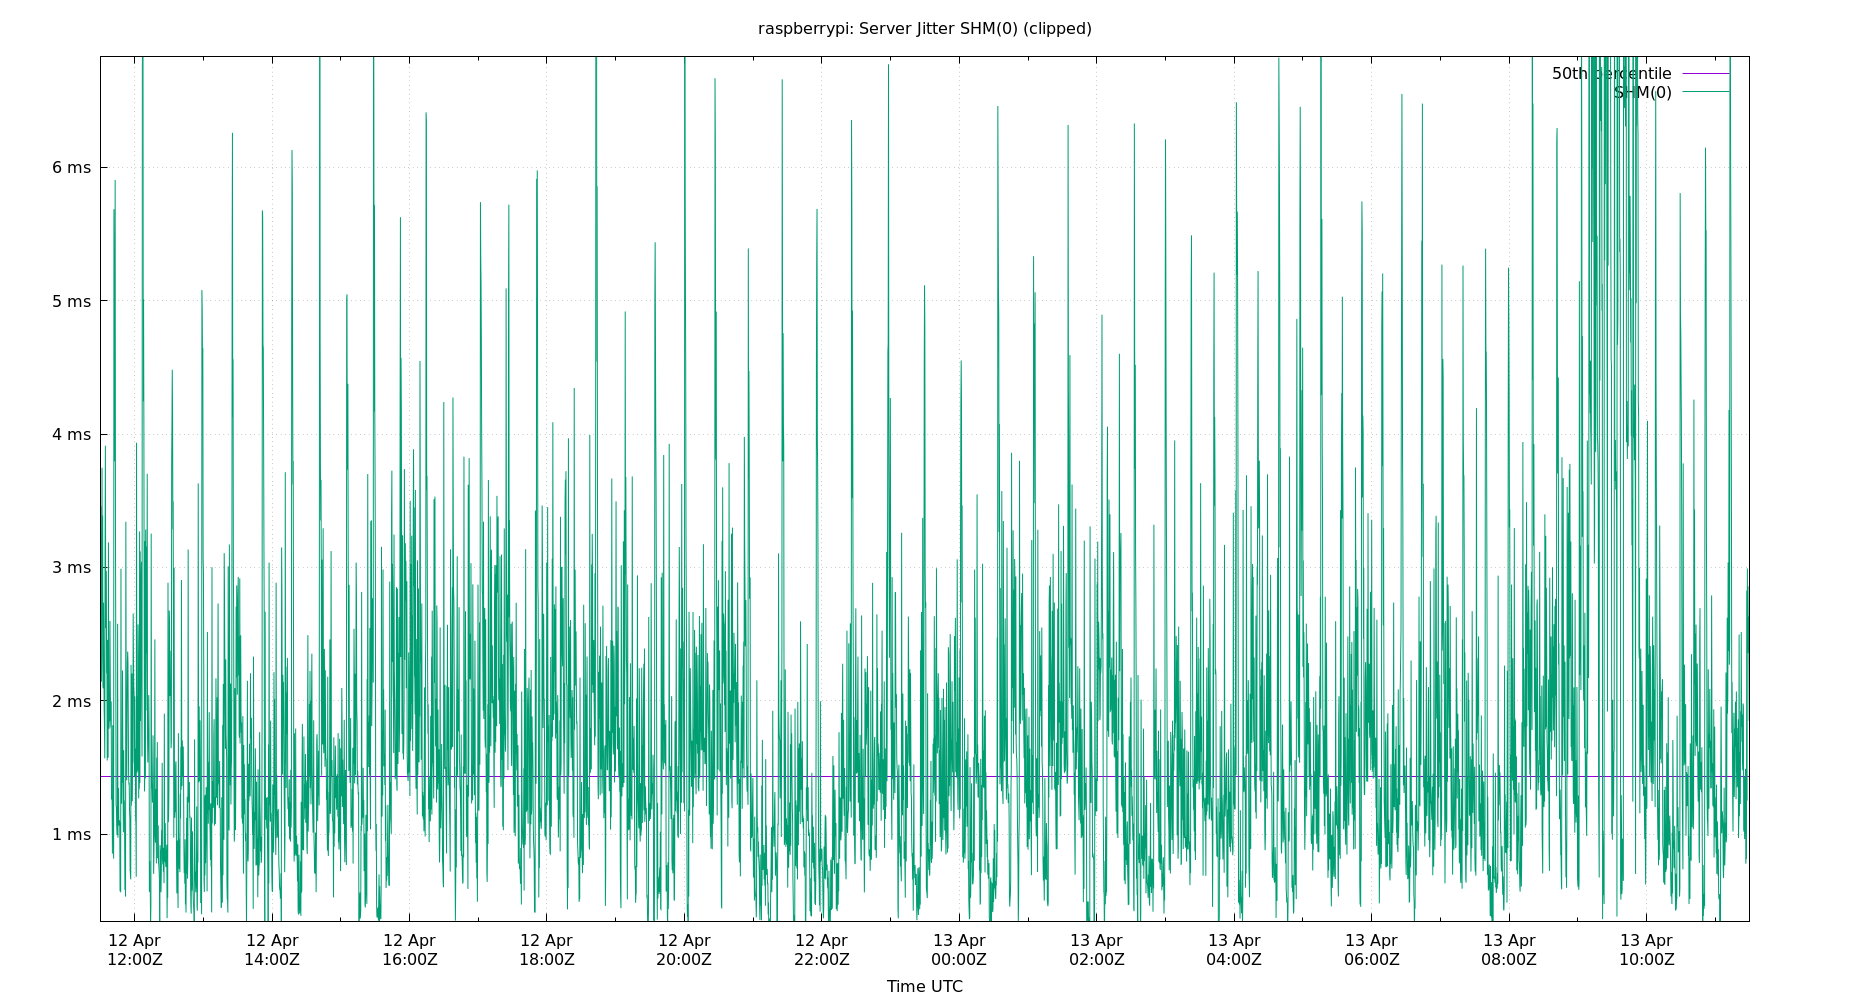 raspberrypi: Server Jitter SHM(0) (clipped)
50th percentile
SHM(0)
6 ms
5 ms
4 ms
3 ms
2 ms
1 ms
12 Apr 12 Apr 12 Apr 12 Apr 12 Apr 12 Apr 13 Apr 13 Apr 13 Apr 13 Apr 13 Apr 13 Apr
12:00Z 14:00Z 16:00Z 18:00Z 20:00Z 22:00Z 00:00Z 02:00Z 04:00Z 06:00Z 08:00Z 10:00Z
Time UTC